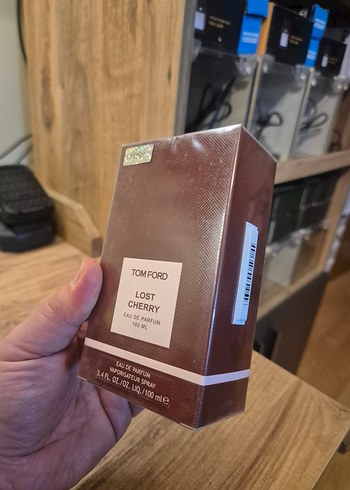 TOM FORD
LOST
CHERRY
EAU DE PARFUM
100 ML
EAU DE PARFUM
VAPORISATEUR SPRAY
3.4 FL. OZ./OZ. LIQ./100 ml e